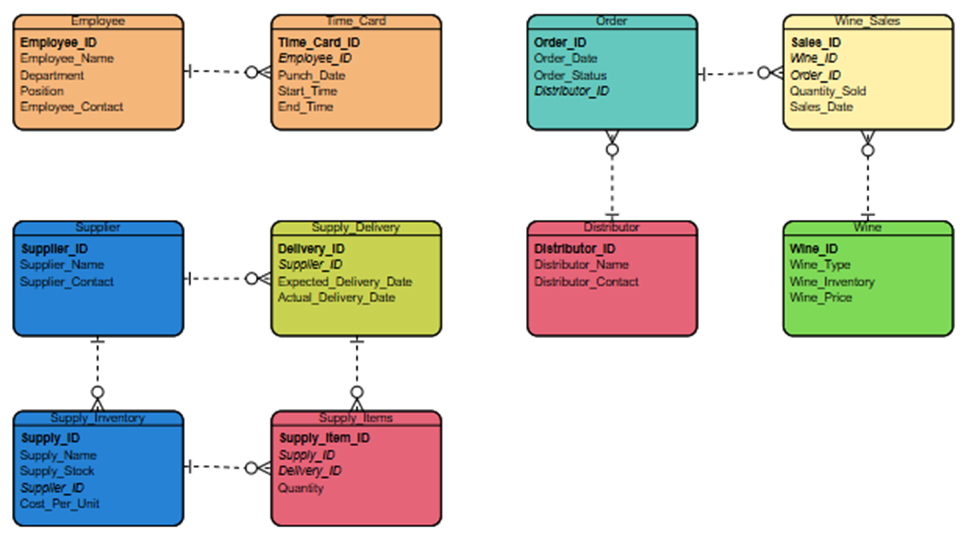 Employee
Employee_ID
Employee_Name
Department
Position
Employee_Contact
Time_Card
Time_Card_ID
Employee_ID
Punch_Date
Start_Time
End_Time
Order
Order_ID
Order_Date
Order_Status
Distributor_ID
Wine_Sales
Sales_ID
Wine_ID
Order_ID
Quantity_Sold
Sales_Date
Supplier
Supplier_ID
Supplier_Name
Supplier_Contact
Supply_Delivery
Delivery_ID
Supplier_ID
Expected_Delivery_Date
Actual_Delivery_Date
Distributor
Distributor_ID
Distributor_Name
Distributor_Contact
Wine
Wine_ID
Wine_Type
Wine_Inventory
Wine_Price
Supply_Inventory
Supply_ID
Supply_Name
Supply_Stock
Supplier_ID
Cost_Per_Unit
Supply_Items
Supply_Item_ID
Supply_ID
Delivery_ID
Quantity